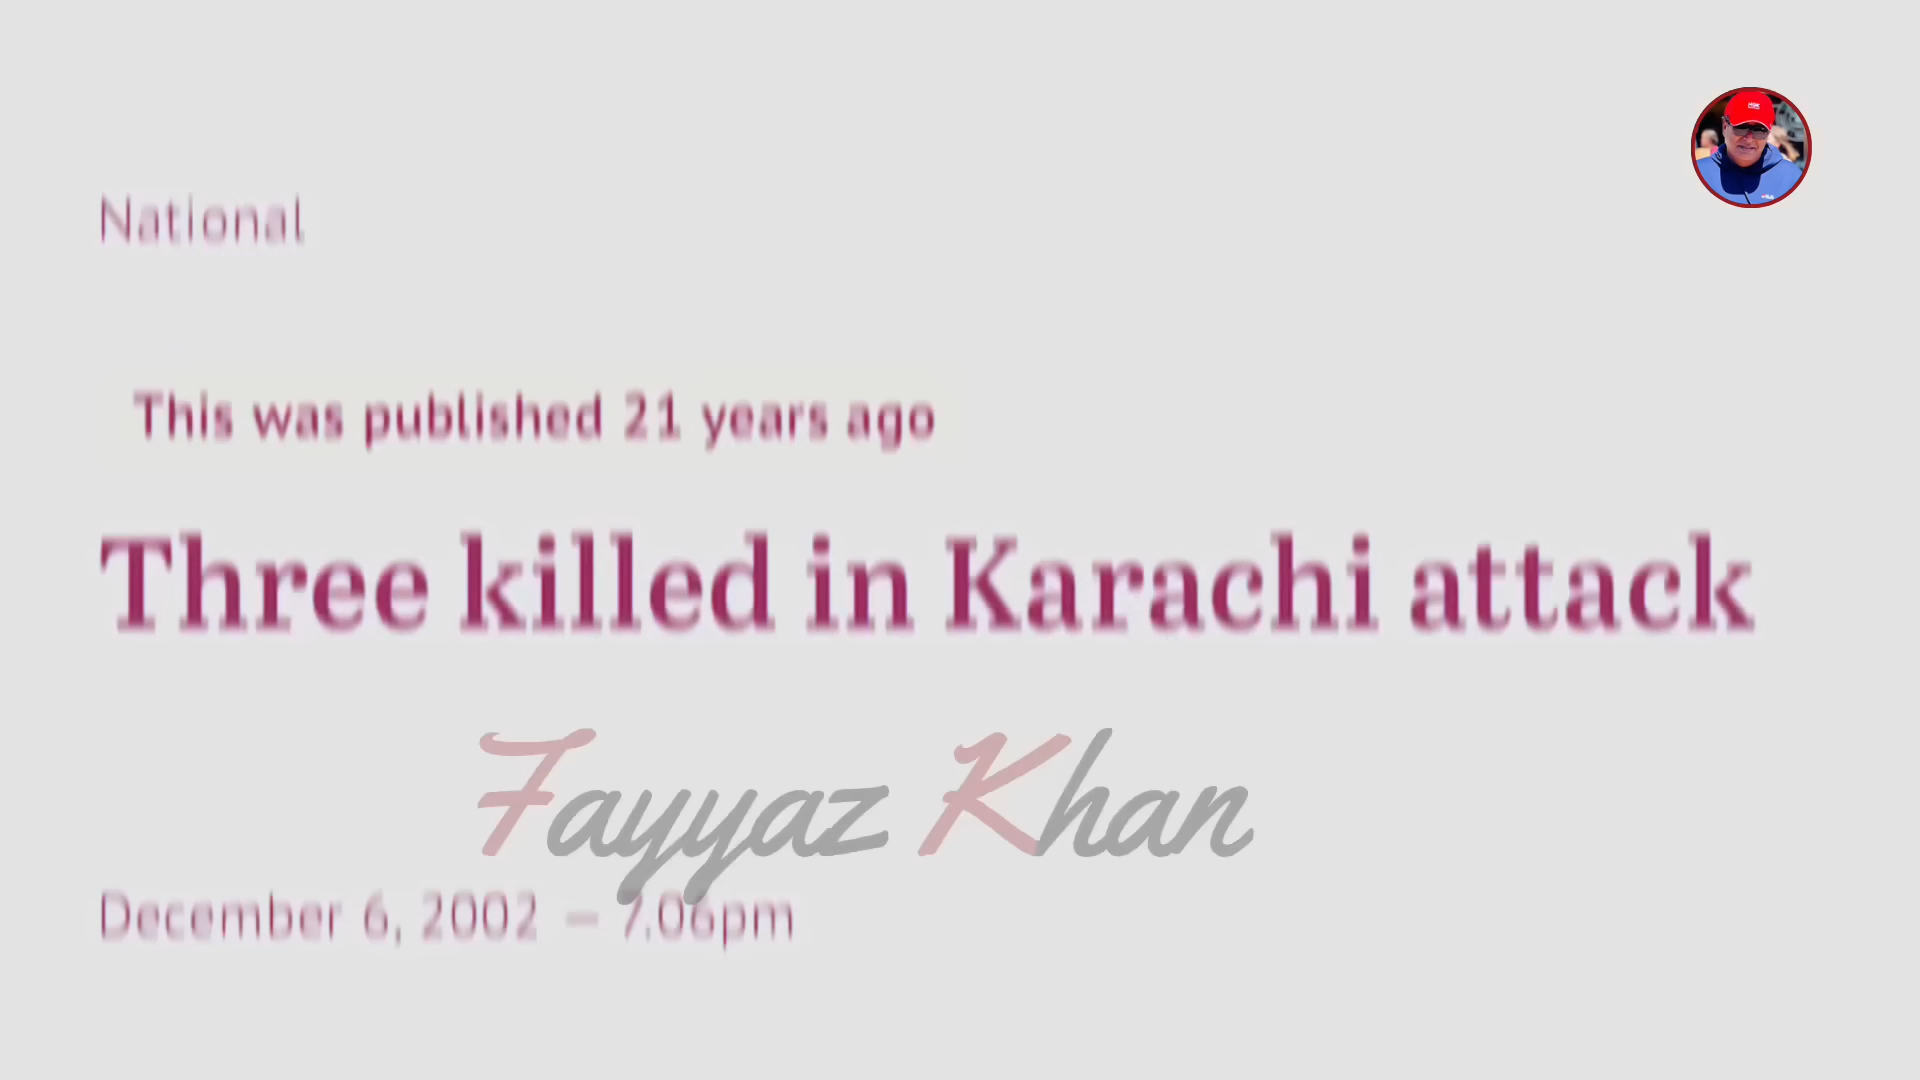 National
This was published 21 years ago
Three killed in Karachi attack
Fayyaz Khan
December 6, 2002 — 7.06pm